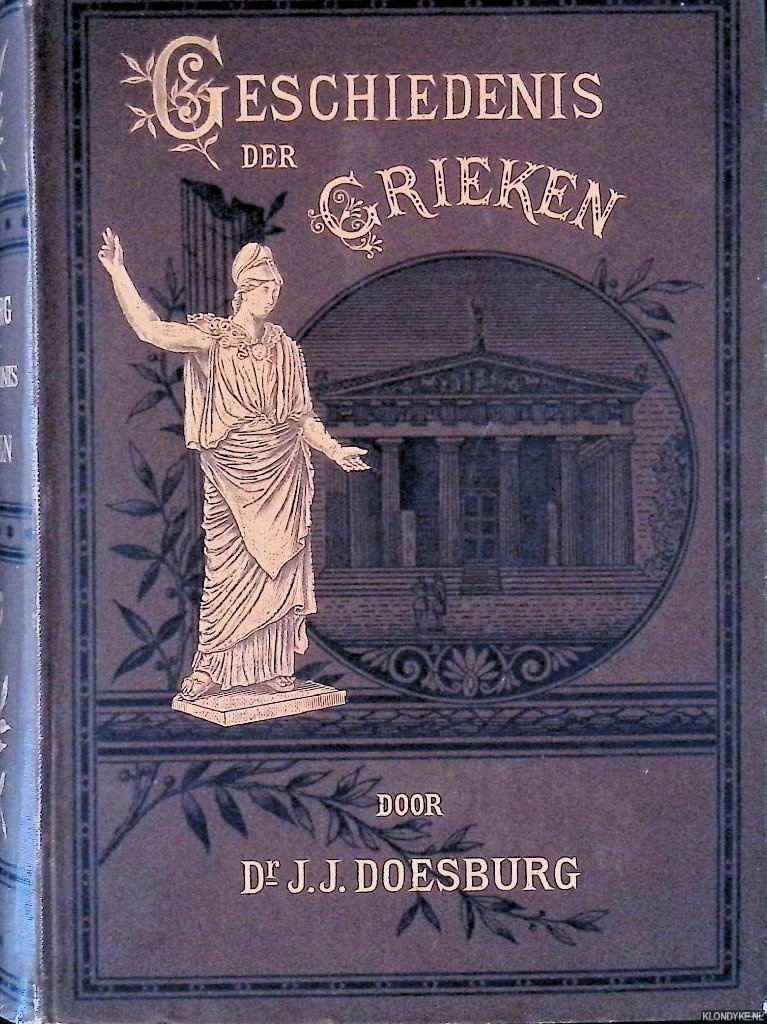 GESCHIEDENIS
DER
GRIEKEN
DOOR
Dr J. J. DOESBURG
KLONDYKE.NL